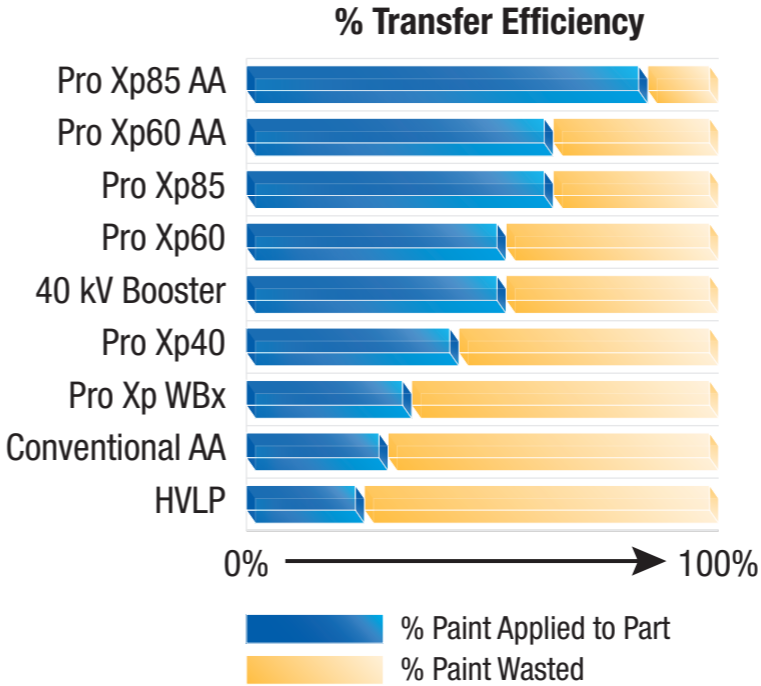 % Transfer Efficiency
Pro Xp85 AA
Pro Xp60 AA
Pro Xp85
Pro Xp60
40 kV Booster
Pro Xp40
Pro Xp WBx
Conventional AA
HVLP
0% 100%
% Paint Applied to Part
% Paint Wasted